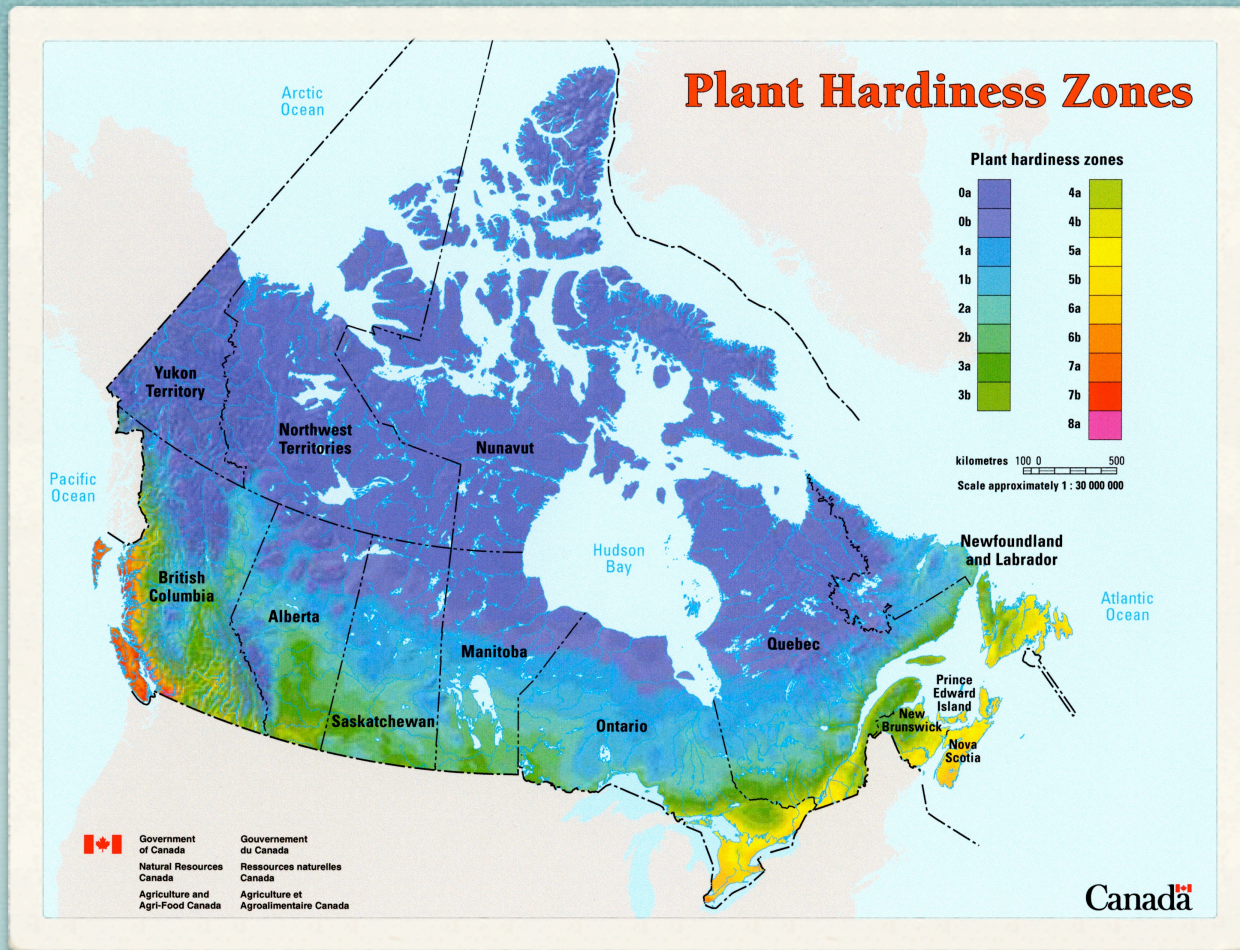 Plant Hardiness Zones
Arctic
Ocean
Plant hardiness zones
0a
0b
1a
1b
2a
2b
3a
3b
4a
4b
5a
5b
6a
6b
7a
7b
8a
kilometres 100 0 500
Scale approximately 1 : 30 000 000
Yukon
Territory
Northwest
Territories
Nunavut
Pacific
Ocean
Hudson
Bay
British
Columbia
Alberta
Saskatchewan
Manitoba
Ontario
Quebec
Newfoundland
and Labrador
Atlantic
Ocean
Prince
Edward
Island
New
Brunswick
Nova
Scotia
Government
of Canada
Gouvernement
du Canada
Natural Resources
Canada
Ressources naturelles
Canada
Agriculture and
Agri-Food Canada
Agriculture et
Agroalimentaire Canada
Canada